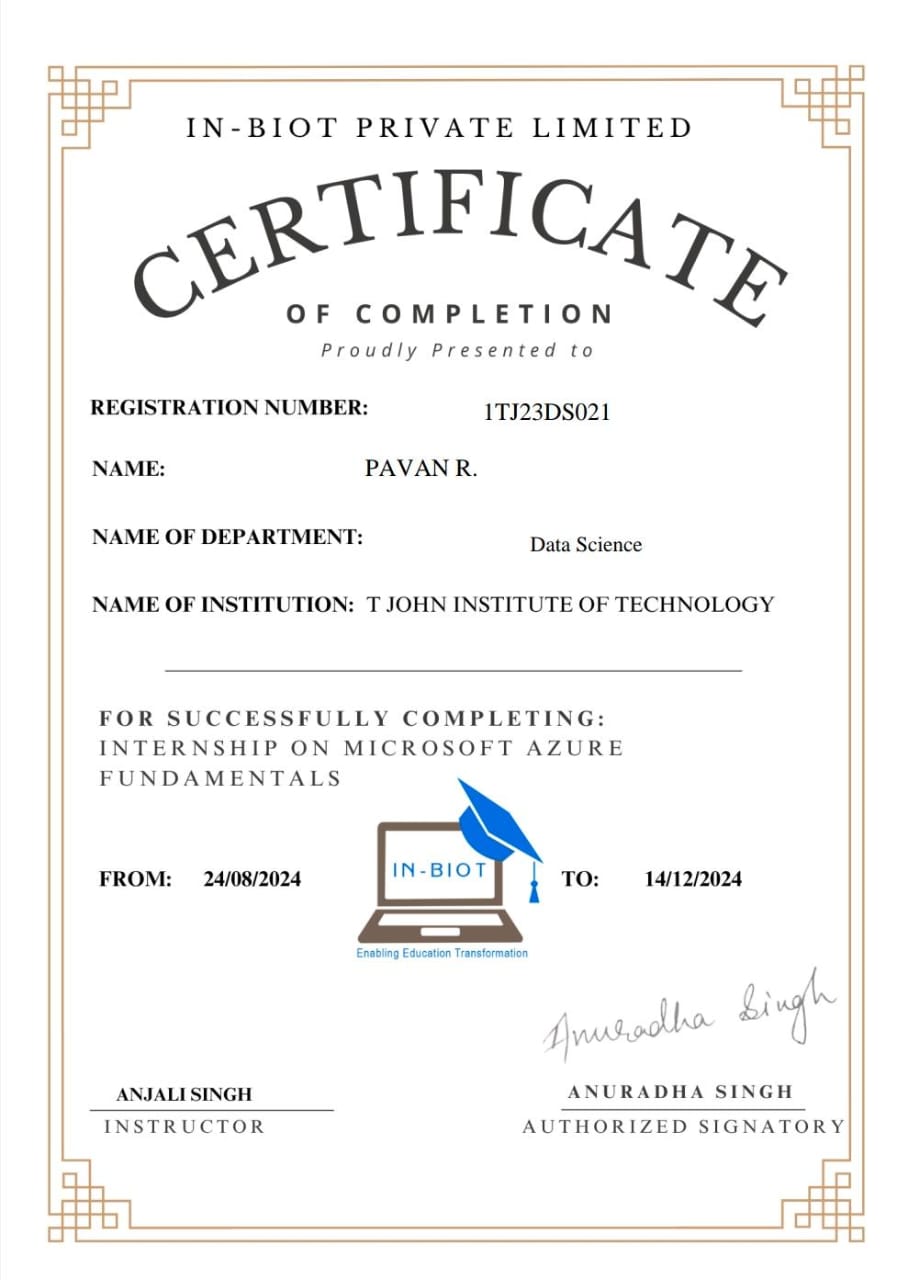 IN-BIOT PRIVATE LIMITED
CERTIFICATE
OF COMPLETION
Proudly Presented to
REGISTRATION NUMBER: 1TJ23DS021
NAME: PAVAN R.
NAME OF DEPARTMENT: Data Science
NAME OF INSTITUTION: T JOHN INSTITUTE OF TECHNOLOGY
FOR SUCCESSFULLY COMPLETING:
INTERNSHIP ON MICROSOFT AZURE
FUNDAMENTALS
IN-BIOT
FROM: 24/08/2024 TO: 14/12/2024
Enabling Education Transformation
Anuradha Singh
ANJALI SINGH ANURADHA SINGH
INSTRUCTOR AUTHORIZED SIGNATORY